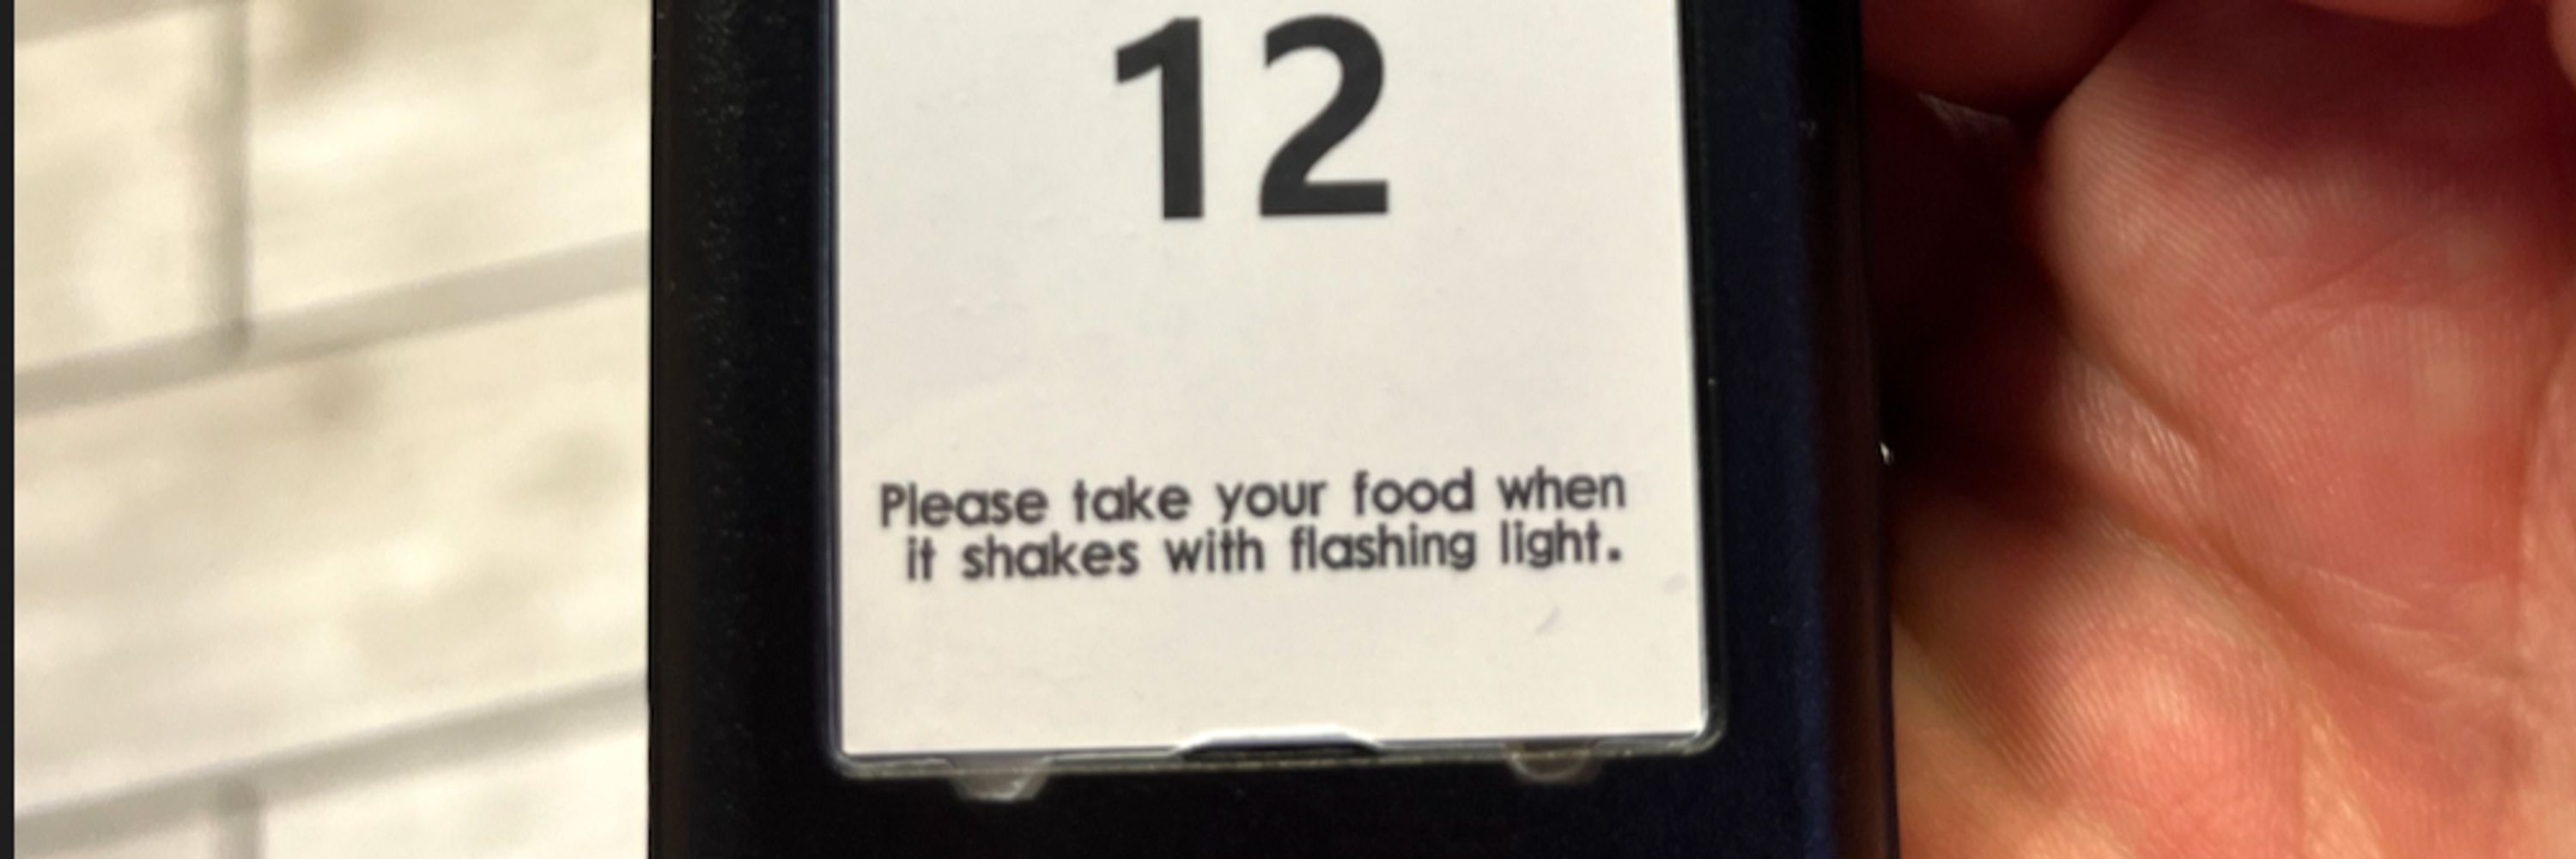 12
Please take your food when
it shakes with flashing light.